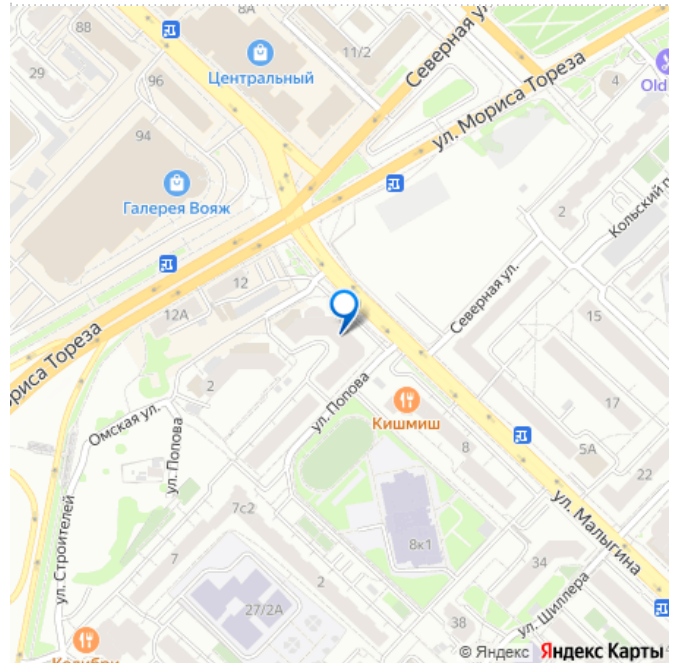 88
8А
11/2
Северная ул.
29
Центральный
96
4
Old
ул. Мориса Тореза
94
Галерея Вояж
2
Кольский п
12
Северная ул.
12А
15
риса Тореза
2
Омская ул.
ул. Попова
Кишмиш
17
ул. Попова
8
5А
22
7с2
ул. Малыгина
ул. Строителей
8к1
7
34
2
27/2А
ул. Шиллера
38
Колибри
© Яндекс Яндекс Карты